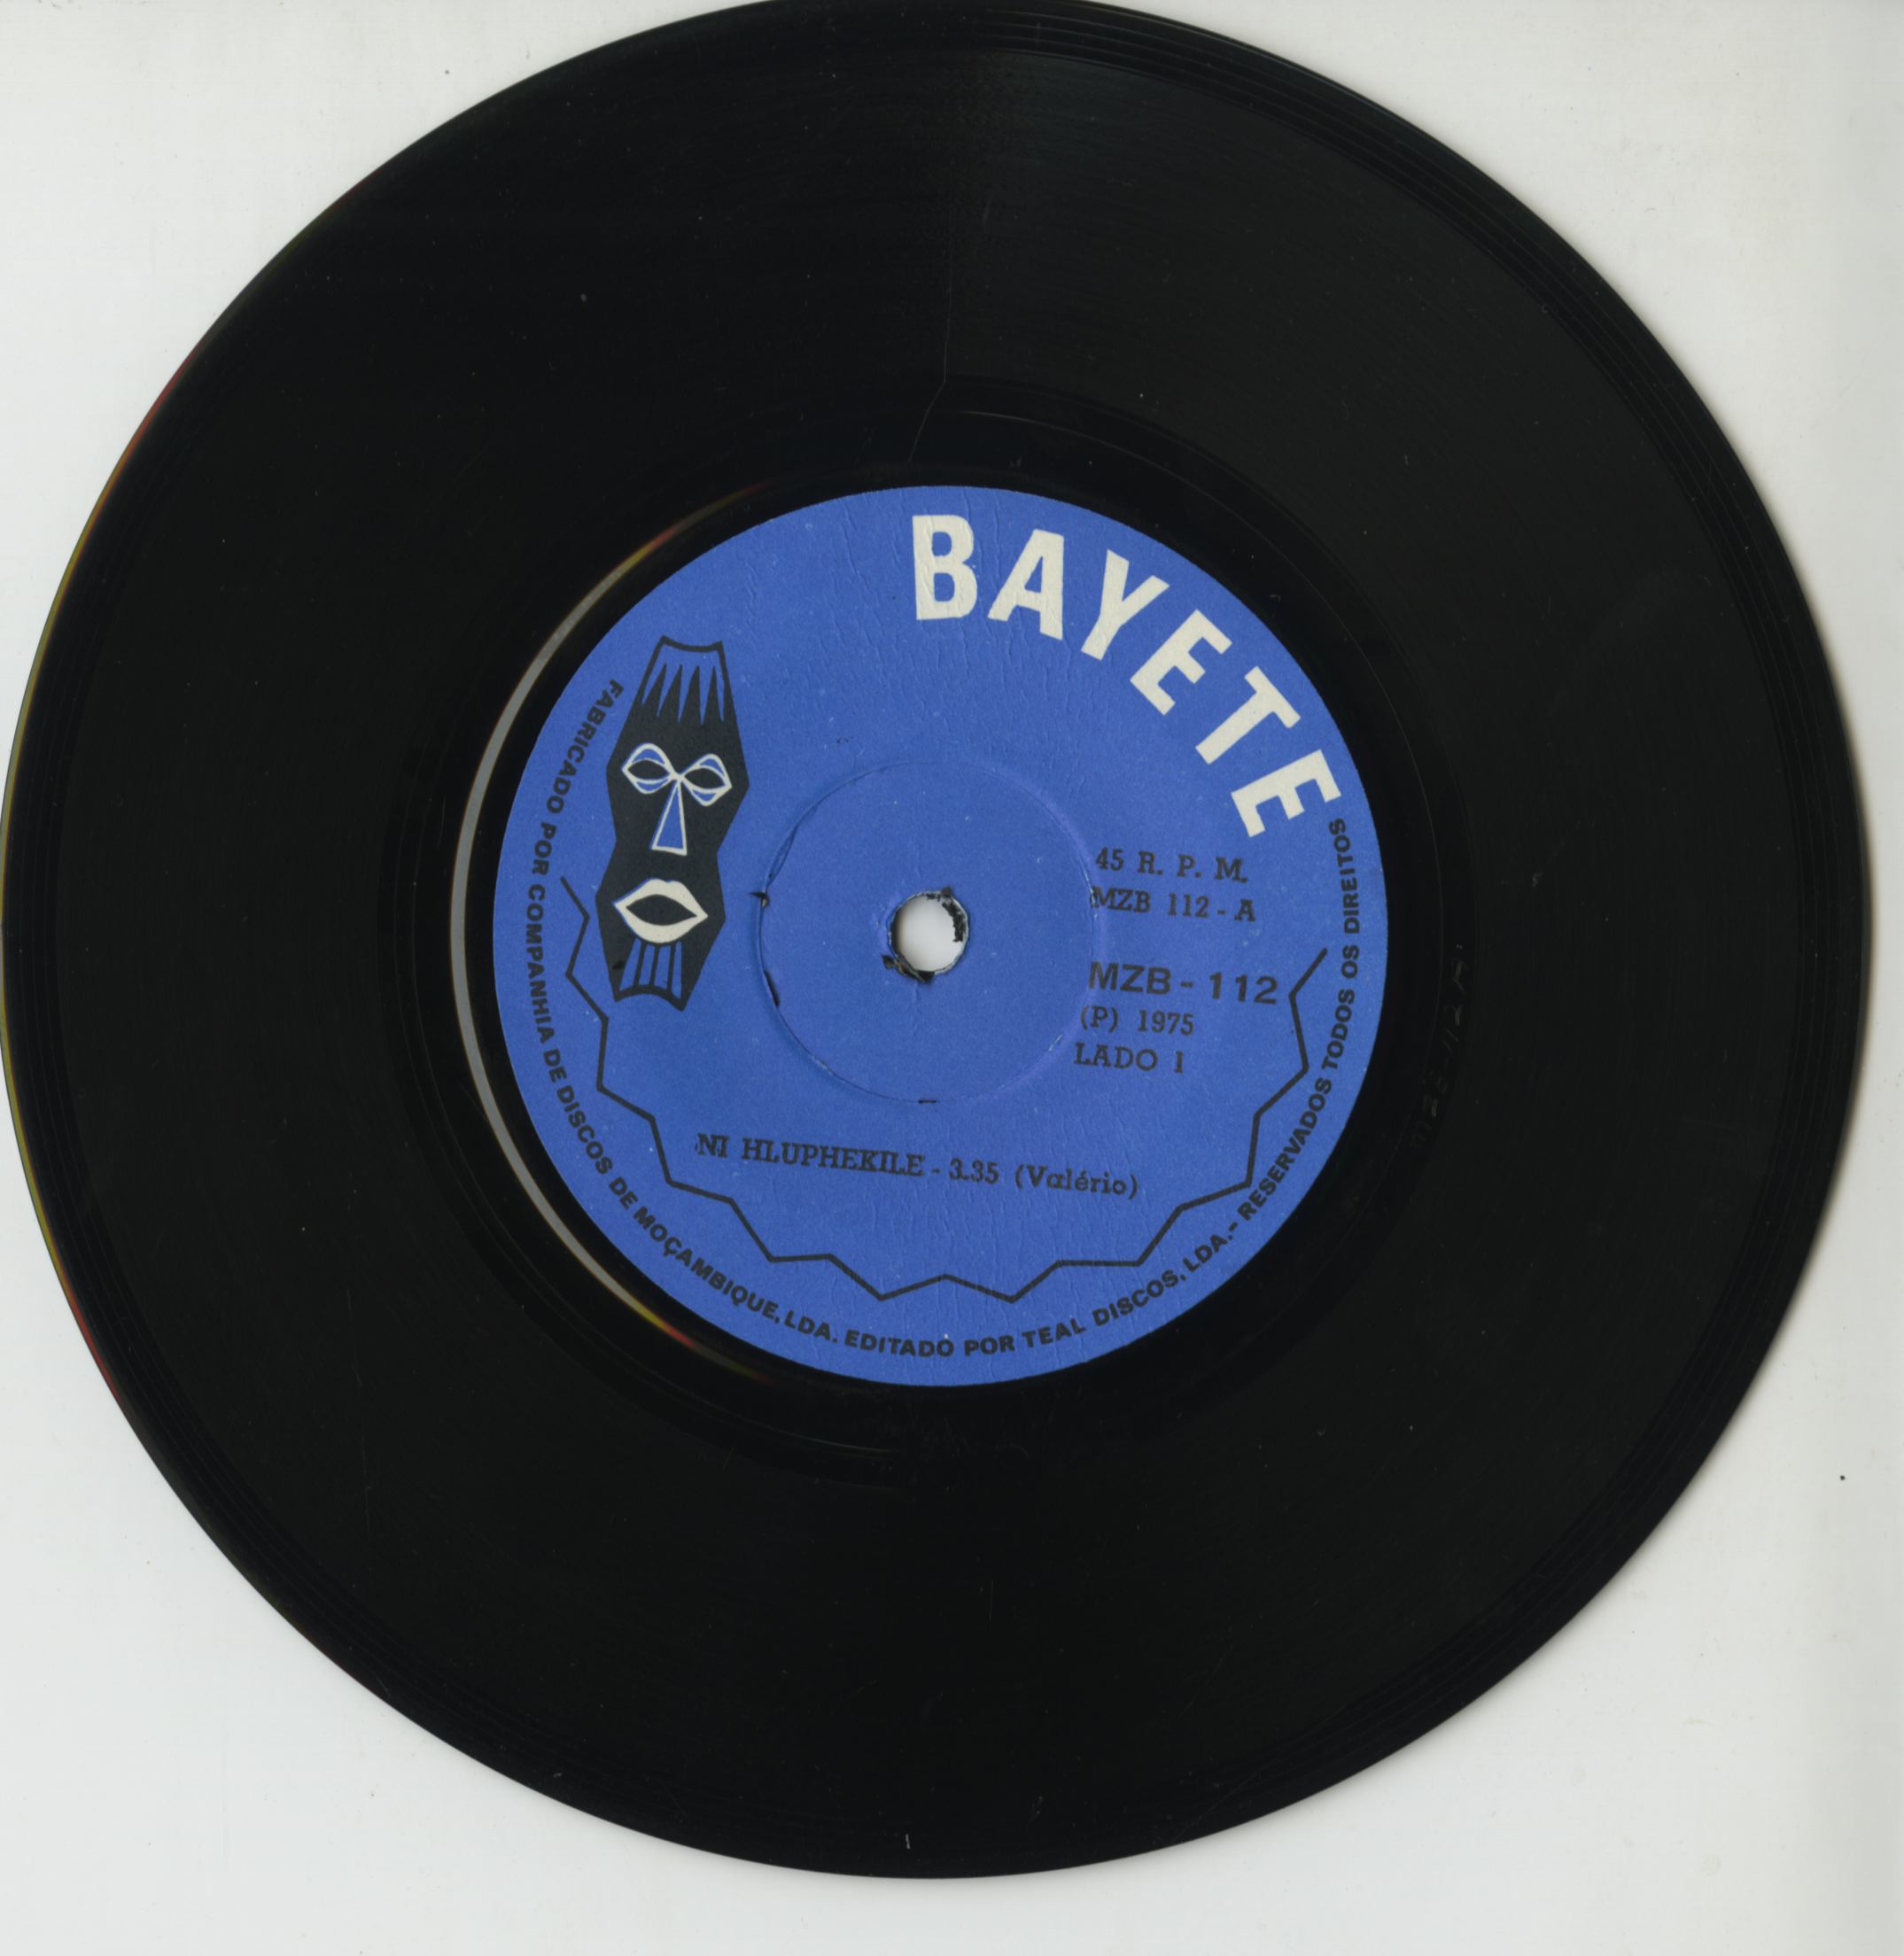 BAYETE
45 R. P. M.
MZB 112 - A
MZB - 112
(P) 1975
LADO 1
NI HLUPHEKILE - 3.35 (Valério)
FABRICADO POR COMPANHIA DE DISCOS DE MOÇAMBIQUE, LDA. EDITADO POR TEAL DISCOS, LDA. - RESERVADOS TODOS OS DIREITOS